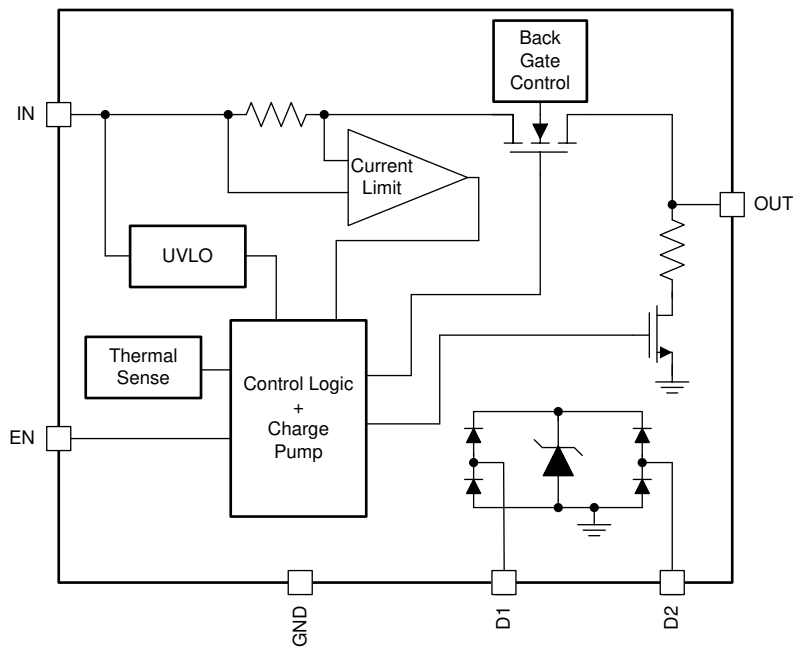 Back
Gate
Control
IN
Current
Limit
OUT
UVLO
Thermal
Sense
Control Logic
+
Charge
Pump
EN
GND
D1
D2